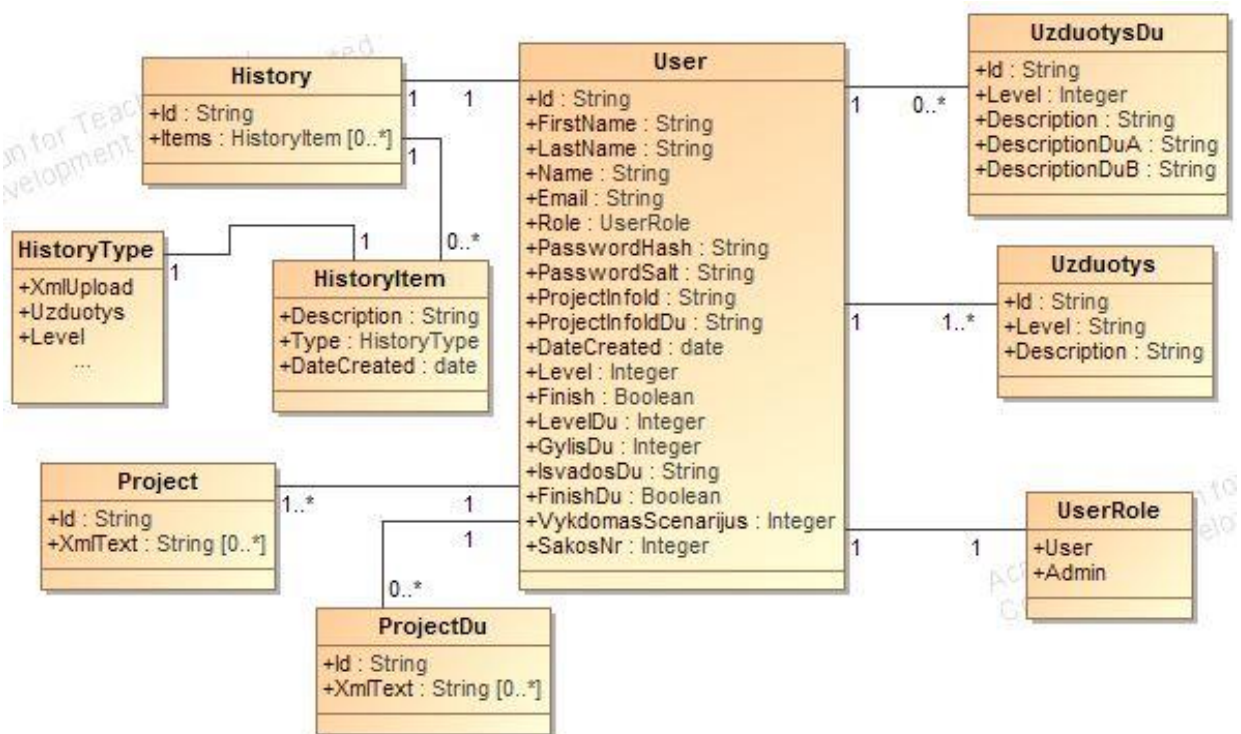 History
+Id : String
+Items : HistoryItem [0..*]
1
1
1
0..*
HistoryType
+XmlUpload
+Uzduotys
+Level
...
1
1
HistoryItem
+Description : String
+Type : HistoryType
+DateCreated : date
User
+Id : String
+FirstName : String
+LastName : String
+Name : String
+Email : String
+Role : UserRole
+PasswordHash : String
+PasswordSalt : String
+ProjectInfoId : String
+ProjectInfoIdDu : String
+DateCreated : date
+Level : Integer
+Finish : Boolean
+LevelDu : Integer
+GylisDu : Integer
+IsvadosDu : String
+FinishDu : Boolean
+VykdomasScenarijus : Integer
+SakosNr : Integer
1
0..*
UzduotysDu
+Id : String
+Level : Integer
+Description : String
+DescriptionDuA : String
+DescriptionDuB : String
1
1..*
Uzduotys
+Id : String
+Level : String
+Description : String
Project
+Id : String
+XmlText : String [0..*]
1..*
1
1
0..*
ProjectDu
+Id : String
+XmlText : String [0..*]
1
1
UserRole
+User
+Admin